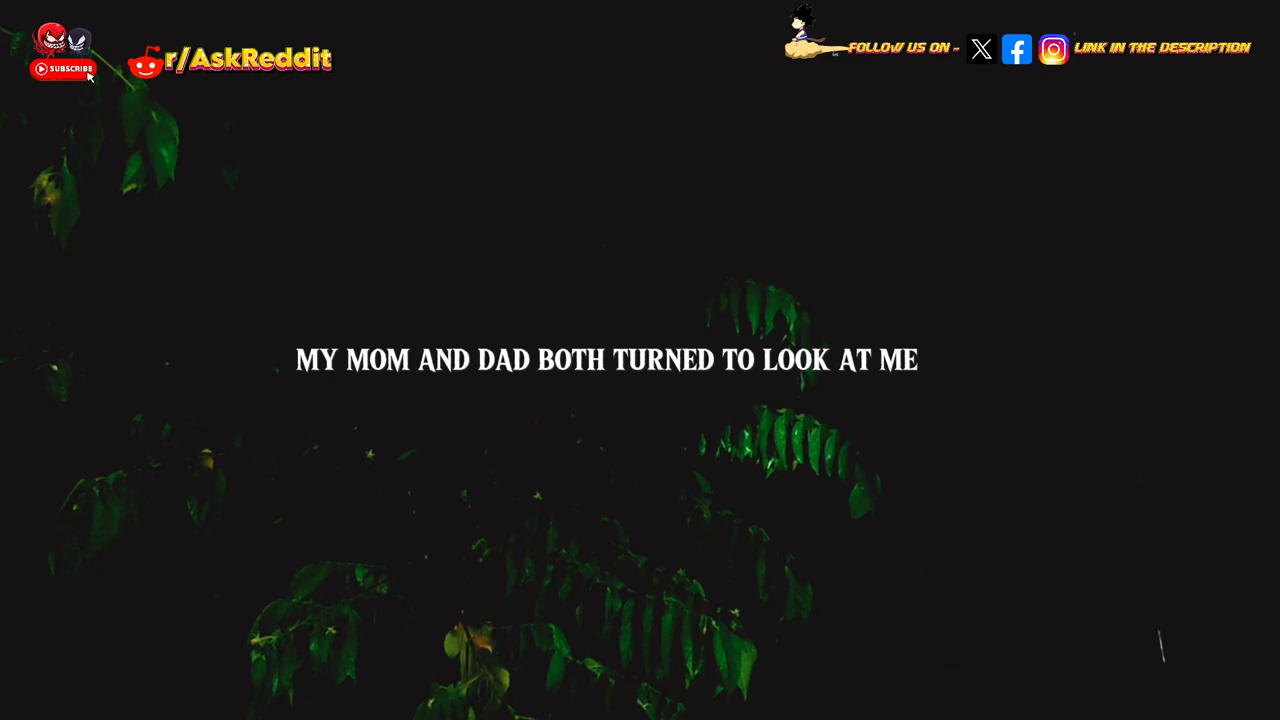 SUBSCRIBE
r/AskReddit
FOLLOW US ON -
LINK IN THE DESCRIPTION
MY MOM AND DAD BOTH TURNED TO LOOK AT ME